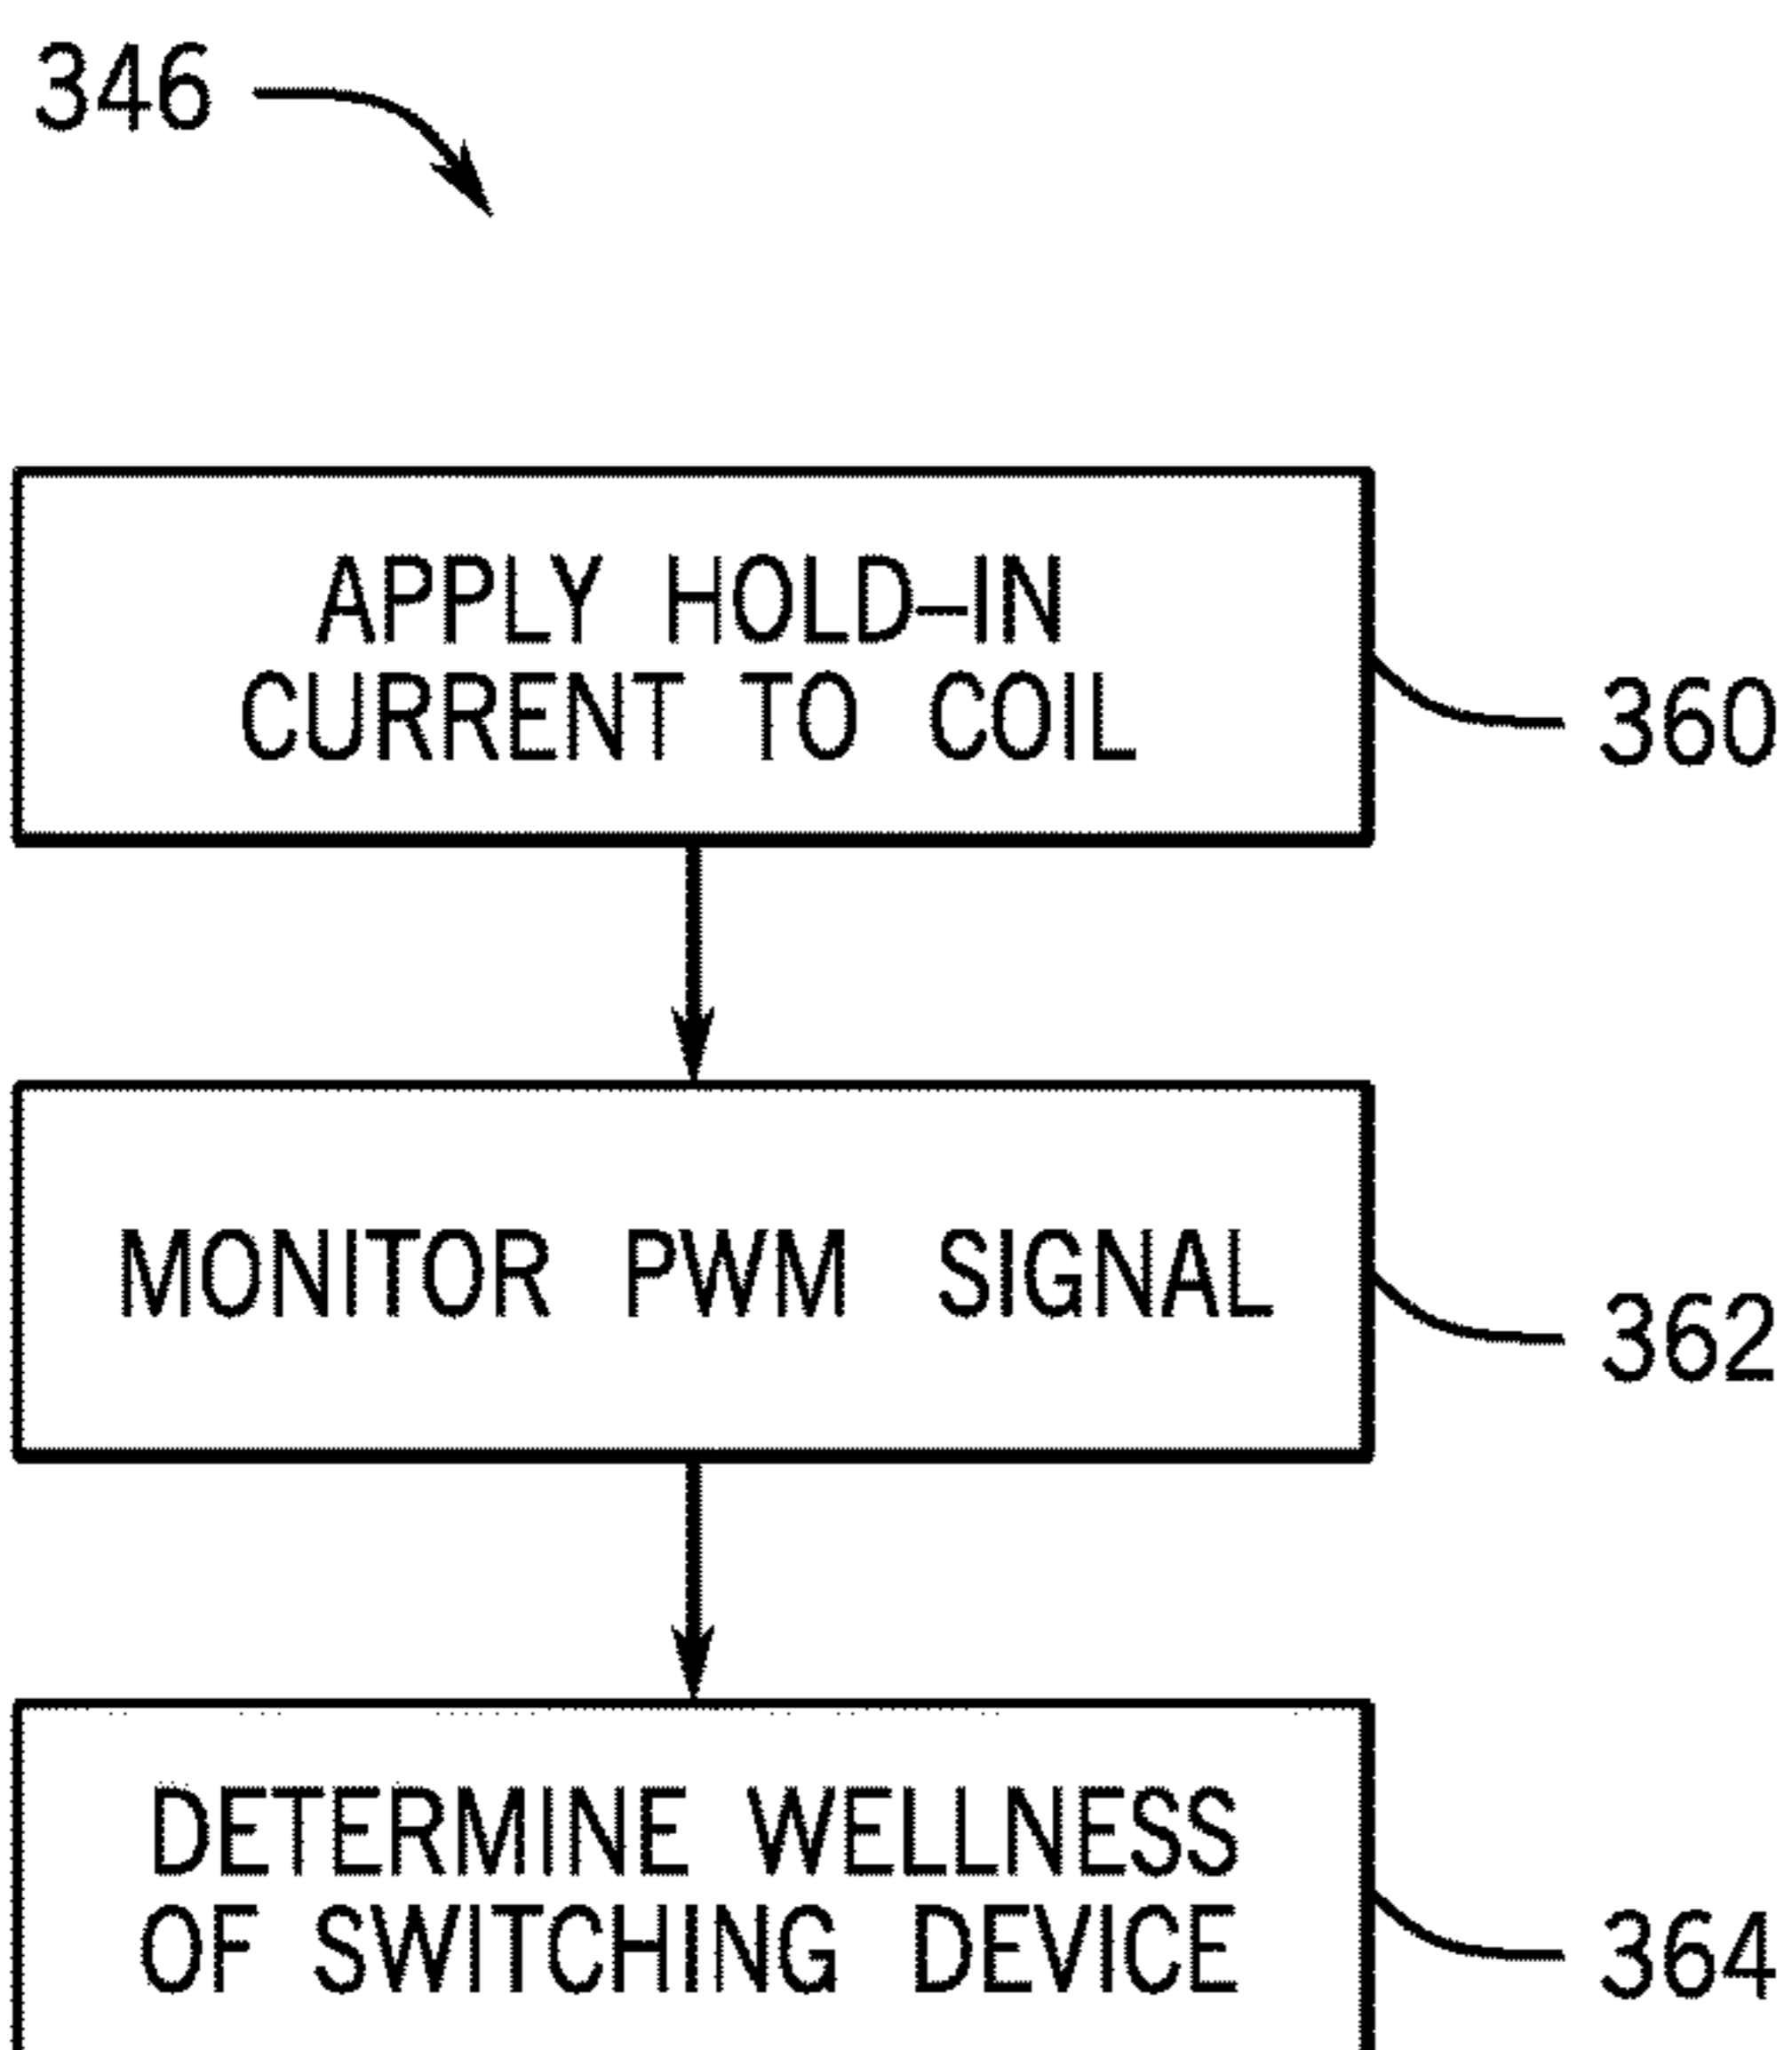 346
APPLY HOLD-IN
CURRENT TO COIL
360
MONITOR PWM SIGNAL
362
DETERMINE WELLNESS
OF SWITCHING DEVICE
364